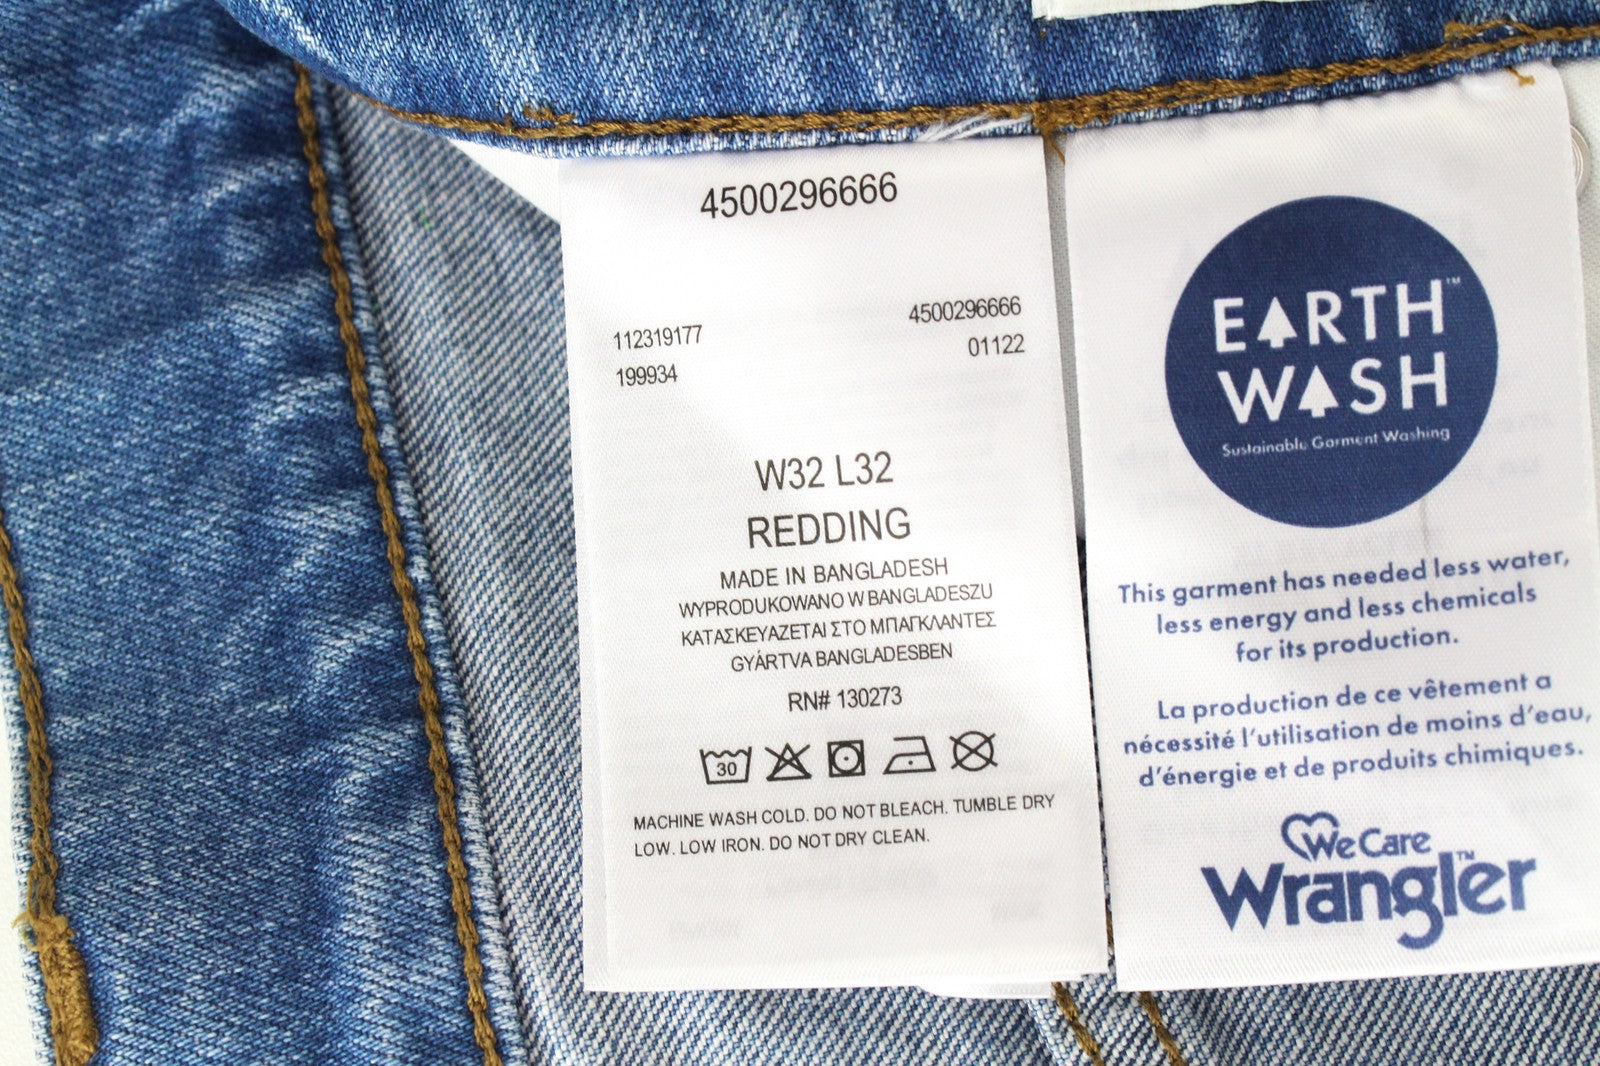 4500296666
4500296666
112319177
01122
199934
W32 L32
REDDING
MADE IN BANGLADESH
WYPRODUKOWANO W BANGLADESZU
ΚΑΤΑΣΚΕΥΑΖΕΤΑΙ ΣΤΟ ΜΠΑΓΚΛΑΝΤΕΣ
GYÁRTVA BANGLADESBEN
RN# 130273
30
MACHINE WASH COLD. DO NOT BLEACH. TUMBLE DRY
LOW. LOW IRON. DO NOT DRY CLEAN.
EARTH™
WASH
Sustainable Garment Washing
This garment has needed less water,
less energy and less chemicals
for its production.
La production de ce vêtement a
nécessité l'utilisation de moins d'eau,
d'énergie et de produits chimiques.
We Care
Wrangler™